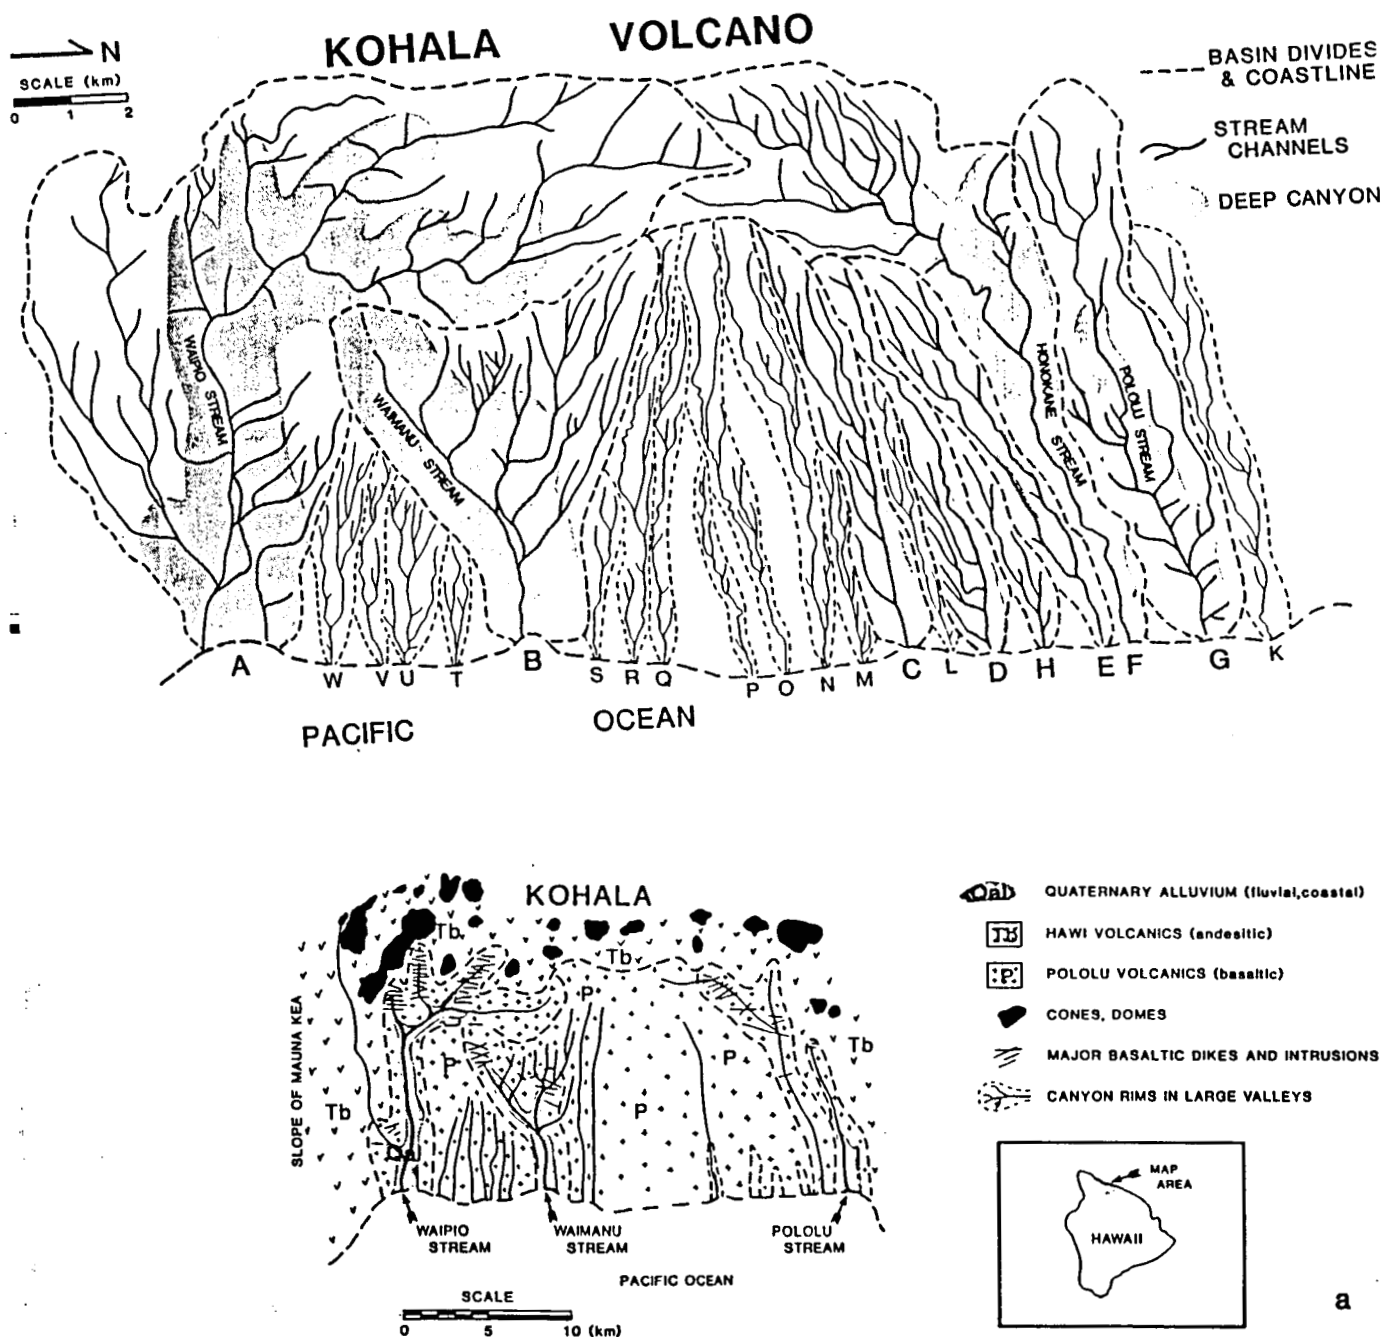 KOHALA VOLCANO
N
SCALE (km)
0 1 2
BASIN DIVIDES
& COASTLINE
STREAM
CHANNELS
DEEP CANYON
WAIPIO STREAM
WAIMANU STREAM
HONOKANE STREAM
POLOLU STREAM
A W V U T B S R Q P O N M C L D H E F G K
PACIFIC OCEAN
KOHALA
Tb
Tb
P
P
P
P
Tb
Tb
SLOPE OF MAUNA KEA
WAIPIO
STREAM
WAIMANU
STREAM
POLOLU
STREAM
PACIFIC OCEAN
SCALE
0 5 10 (km)
Qal QUATERNARY ALLUVIUM (fluvial,coastal)
Tb HAWI VOLCANICS (andesitic)
P POLOLU VOLCANICS (basaltic)
CONES, DOMES
MAJOR BASALTIC DIKES AND INTRUSIONS
CANYON RIMS IN LARGE VALLEYS
MAP
AREA
HAWAII
a